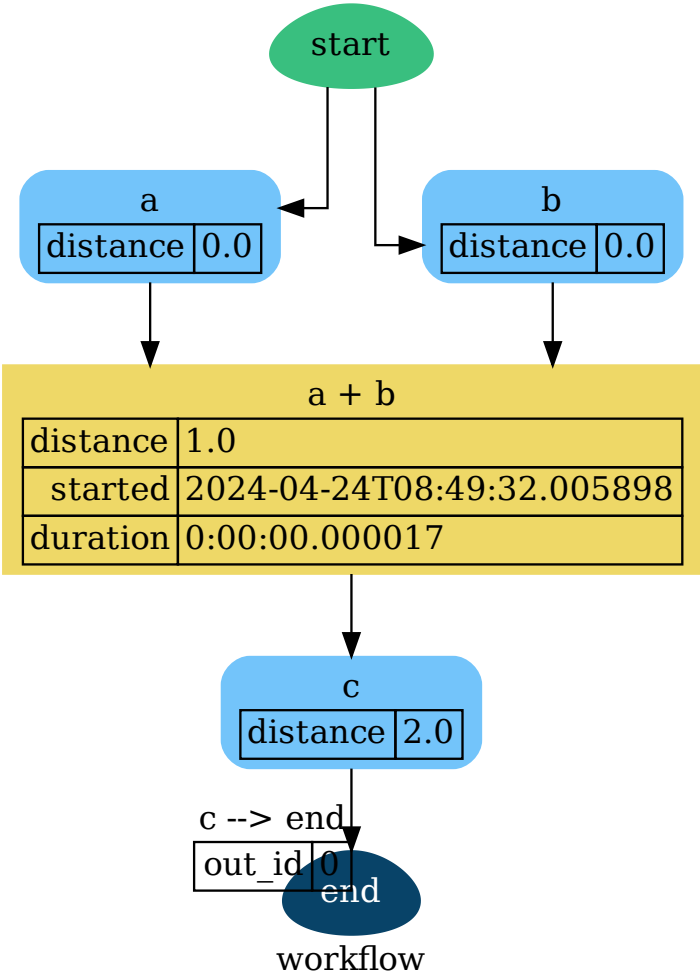 start
a
distance 0.0
b
distance 0.0
a + b
distance 1.0
started 2024-04-24T08:49:32.005898
duration 0:00:00.000017
c
distance 2.0
c --> end
out_id 0
end
workflow